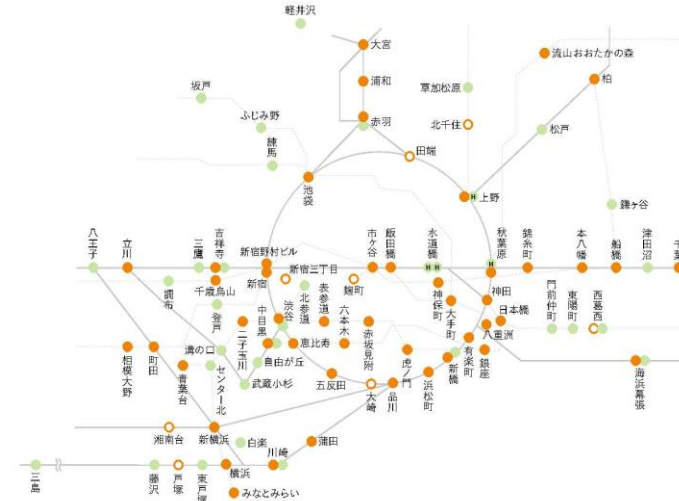 軽井沢
大宮
流山おおたかの森
浦和
柏
坂戸
草加松原
ふじみ野
赤羽
北千住
松戸
練馬
田端
池袋
H 上野
鎌ヶ谷
八王子
立川
三鷹
吉祥寺
新宿野村ビル
市ヶ谷
飯田橋
水道橋
秋葉原
錦糸町
本八幡
船橋
津田沼
千葉
H H
H
調布
千歳烏山
新宿
新宿三丁目
麹町
神保町
神田
登戸
渋谷
北参道
表参道
大手町
日本橋
門前仲町
東陽町
西葛西
二子玉川
中目黒
六本木
赤坂見附
八重洲
相模大野
町田
溝の口
自由が丘
恵比寿
虎ノ門
新橋
有楽町
銀座
海浜幕張
青葉台
センター北
武蔵小杉
五反田
大崎
品川
浜松町
湘南台
新横浜
白楽
川崎
蒲田
三島
藤沢
戸塚
東戸塚
横浜
みなとみらい